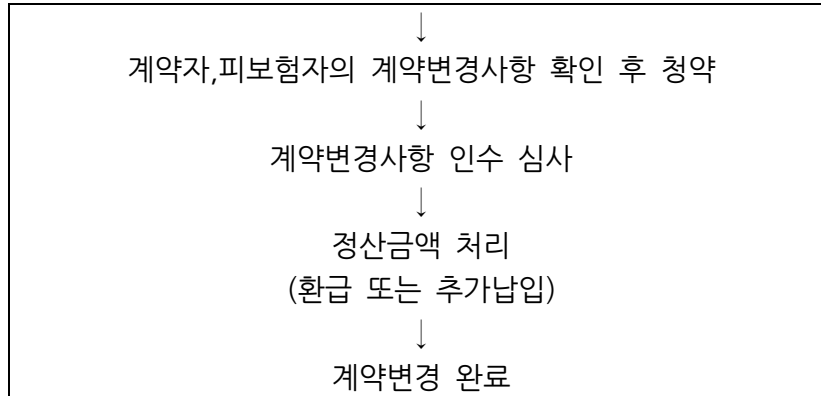 ↓
계약자,피보험자의 계약변경사항 확인 후 청약
↓
계약변경사항 인수 심사
↓
정산금액 처리
(환급 또는 추가납입)
↓
계약변경 완료